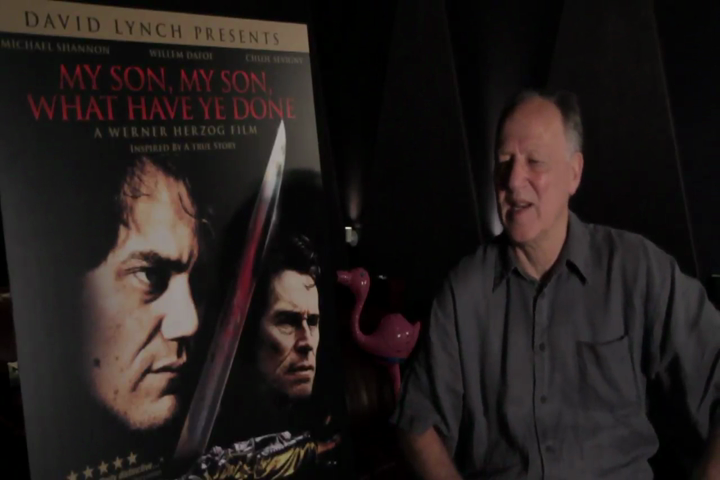 DAVID LYNCH PRESENTS
MICHAEL SHANNON WILLEM DAFOE CHLOE SEVIGNY
MY SON, MY SON,
WHAT HAVE YE DONE
A WERNER HERZOG FILM
INSPIRED BY A TRUE STORY